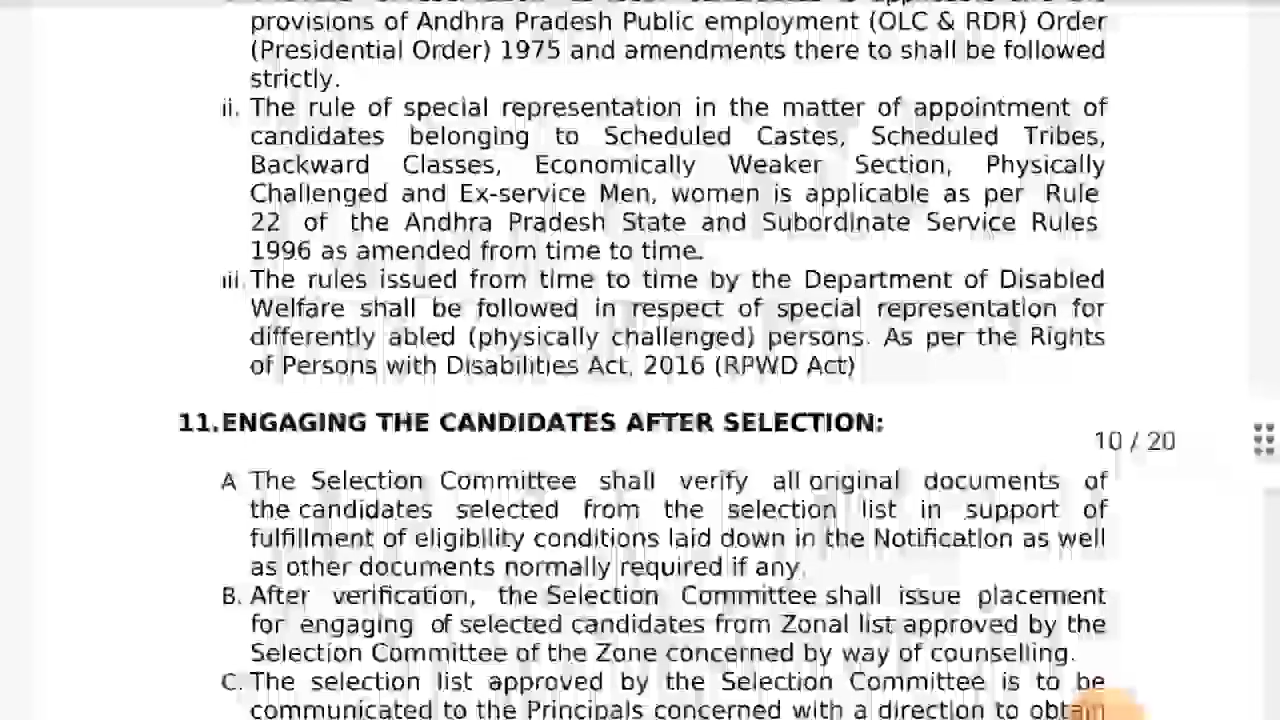 provisions of Andhra Pradesh Public employment (OLC & RDR) Order
(Presidential Order) 1975 and amendments there to shall be followed
strictly.
ii. The rule of special representation in the matter of appointment of
candidates belonging to Scheduled Castes, Scheduled Tribes,
Backward Classes, Economically Weaker Section, Physically
Challenged and Ex-service Men, women is applicable as per Rule
22 of the Andhra Pradesh State and Subordinate Service Rules
1996 as amended from time to time.
iii. The rules issued from time to time by the Department of Disabled
Welfare shall be followed in respect of special representation for
differently abled (physically challenged) persons. As per the Rights
of Persons with Disabilities Act, 2016 (RPWD Act)
11.ENGAGING THE CANDIDATES AFTER SELECTION:
10 / 20
A The Selection Committee shall verify all original documents of
the candidates selected from the selection list in support of
fulfillment of eligibility conditions laid down in the Notification as well
as other documents normally required if any.
B. After verification, the Selection Committee shall issue placement
for engaging of selected candidates from Zonal list approved by the
Selection Committee of the Zone concerned by way of counselling.
C. The selection list approved by the Selection Committee is to be
communicated to the Principals concerned with a direction to obtain